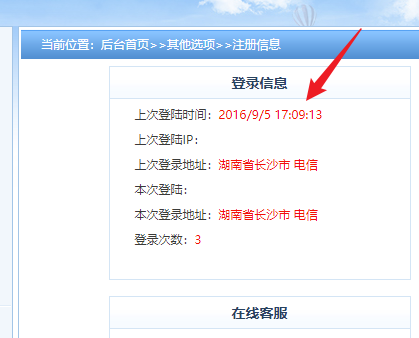 当前位置：后台首页>>其他选项>>注册信息
登录信息
上次登陆时间：2016/9/5 17:09:13
上次登陆IP：
上次登录地址：湖南省长沙市 电信
本次登陆：
本次登录地址：湖南省长沙市 电信
登录次数：3
在线客服